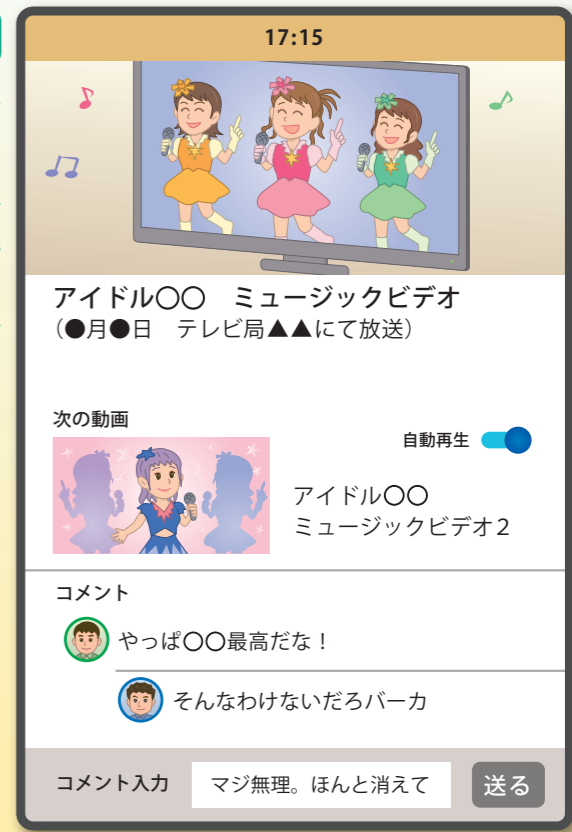 17:15
アイドル〇〇　ミュージックビデオ
（●月●日　テレビ局▲▲にて放送）
次の動画
自動再生
アイドル〇〇
ミュージックビデオ２
コメント
やっぱ〇〇最高だな！
そんなわけないだろバーカ
コメント入力
マジ無理。ほんと消えて
送る